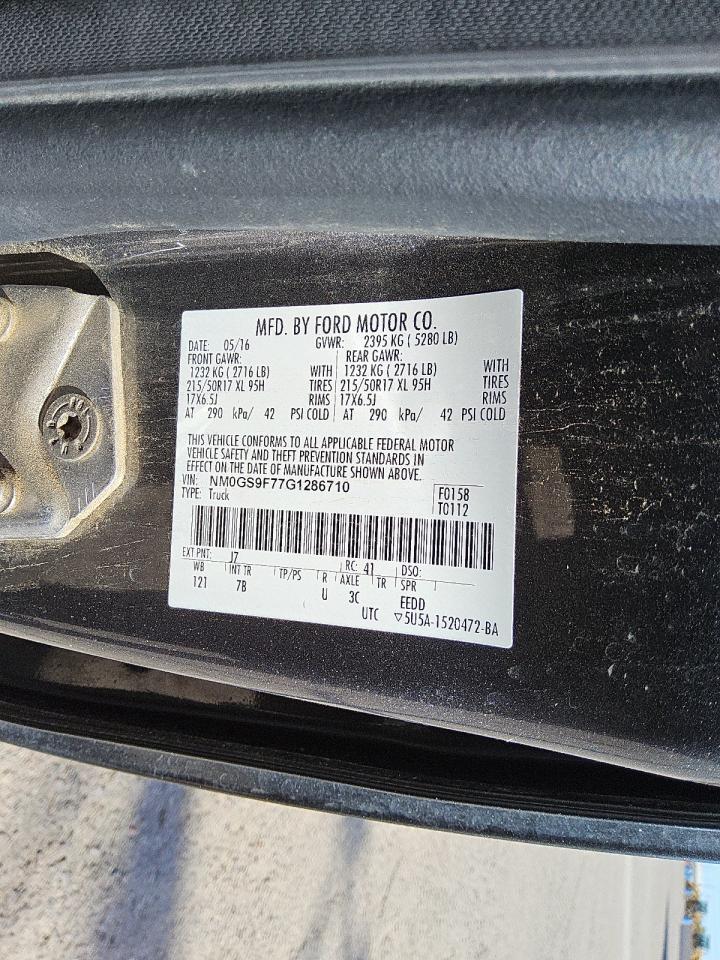 MFD. BY FORD MOTOR CO.
DATE: 05/16 GVWR: 2395 KG ( 5280 LB)
FRONT GAWR: REAR GAWR:
1232 KG ( 2716 LB) WITH 1232 KG ( 2716 LB) WITH
215/50R17 XL 95H TIRES 215/50R17 XL 95H TIRES
17X6.5J RIMS 17X6.5J RIMS
AT 290 kPa/ 42 PSI COLD AT 290 kPa/ 42 PSI COLD
THIS VEHICLE CONFORMS TO ALL APPLICABLE FEDERAL MOTOR
VEHICLE SAFETY AND THEFT PREVENTION STANDARDS IN
EFFECT ON THE DATE OF MANUFACTURE SHOWN ABOVE.
VIN: NM0GS9F77G1286710 F0158
TYPE: Truck T0112
EXT PNT: J7 RC: 41 DSO:
WB INT TR TP/PS R AXLE TR SPR
121 7B U 3C EEDD
UTC ▽5U5A-1520472-BA